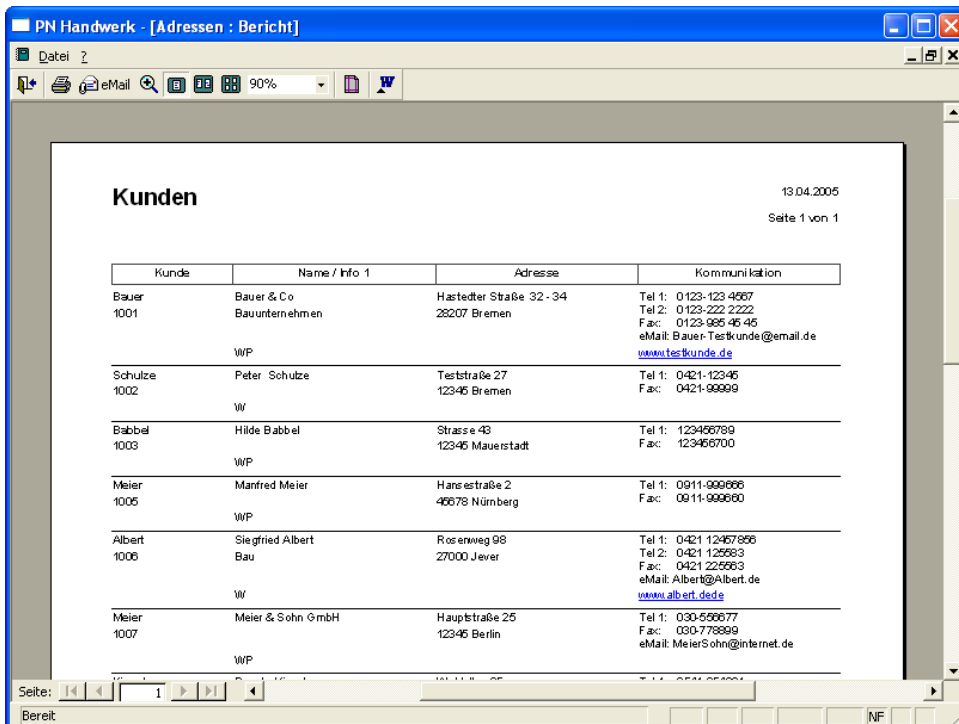 PN Handwerk - [Adressen : Bericht]
Datei ?
eMail 90% W
Kunden
13.04.2005
Seite 1 von 1
Kunde Name / Info 1 Adresse Kommunikation
Bauer Bauer & Co Hastedter Straße 32 - 34 Tel 1: 0123-123 4567
1001 Bauunternehmen 28207 Bremen Tel 2: 0123-222 2222
Fax: 0123-985 45 45
eMail: Bauer-Testkunde@email.de
WP www.testkunde.de
Schulze Peter Schulze Teststraße 27 Tel 1: 0421-12345
1002 12345 Bremen Fax: 0421-99999
W
Babbel Hilde Babbel Strasse 43 Tel 1: 123456789
1003 12345 Mauerstadt Fax: 123456700
WP
Meier Manfred Meier Hansestraße 2 Tel 1: 0911-999666
1005 45678 Nürnberg Fax: 0911-999660
WP
Albert Siegfried Albert Rosenweg 98 Tel 1: 0421 12457856
1006 Bau 27000 Jever Tel 2: 0421 125583
Fax: 0421 225563
eMail: Albert@Albert.de
W www.albert.dede
Meier Meier & Sohn GmbH Hauptstraße 25 Tel 1: 030-556677
1007 12345 Berlin Fax: 030-778899
eMail: MeierSohn@internet.de
WP
Seite: 1
Bereit NF